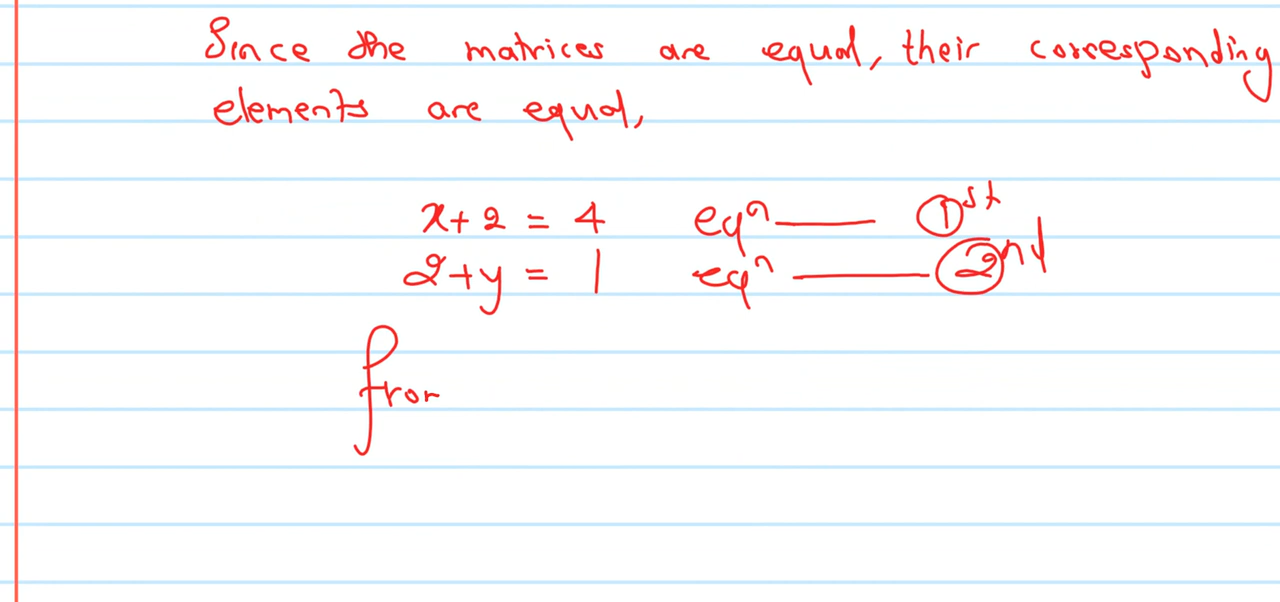 Since the matrices are equal, their corresponding
elements are equal,
x+2 = 4 eqⁿ —— ①st
2+y = 1 eqⁿ —— ②nd
from